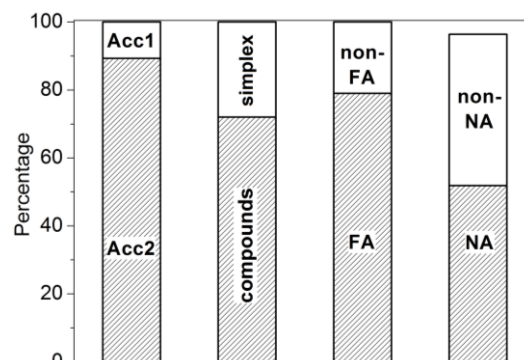 100
80
60
40
20
0
Percentage
Acc1
Acc2
simplex
compounds
non-
FA
FA
non-
NA
NA